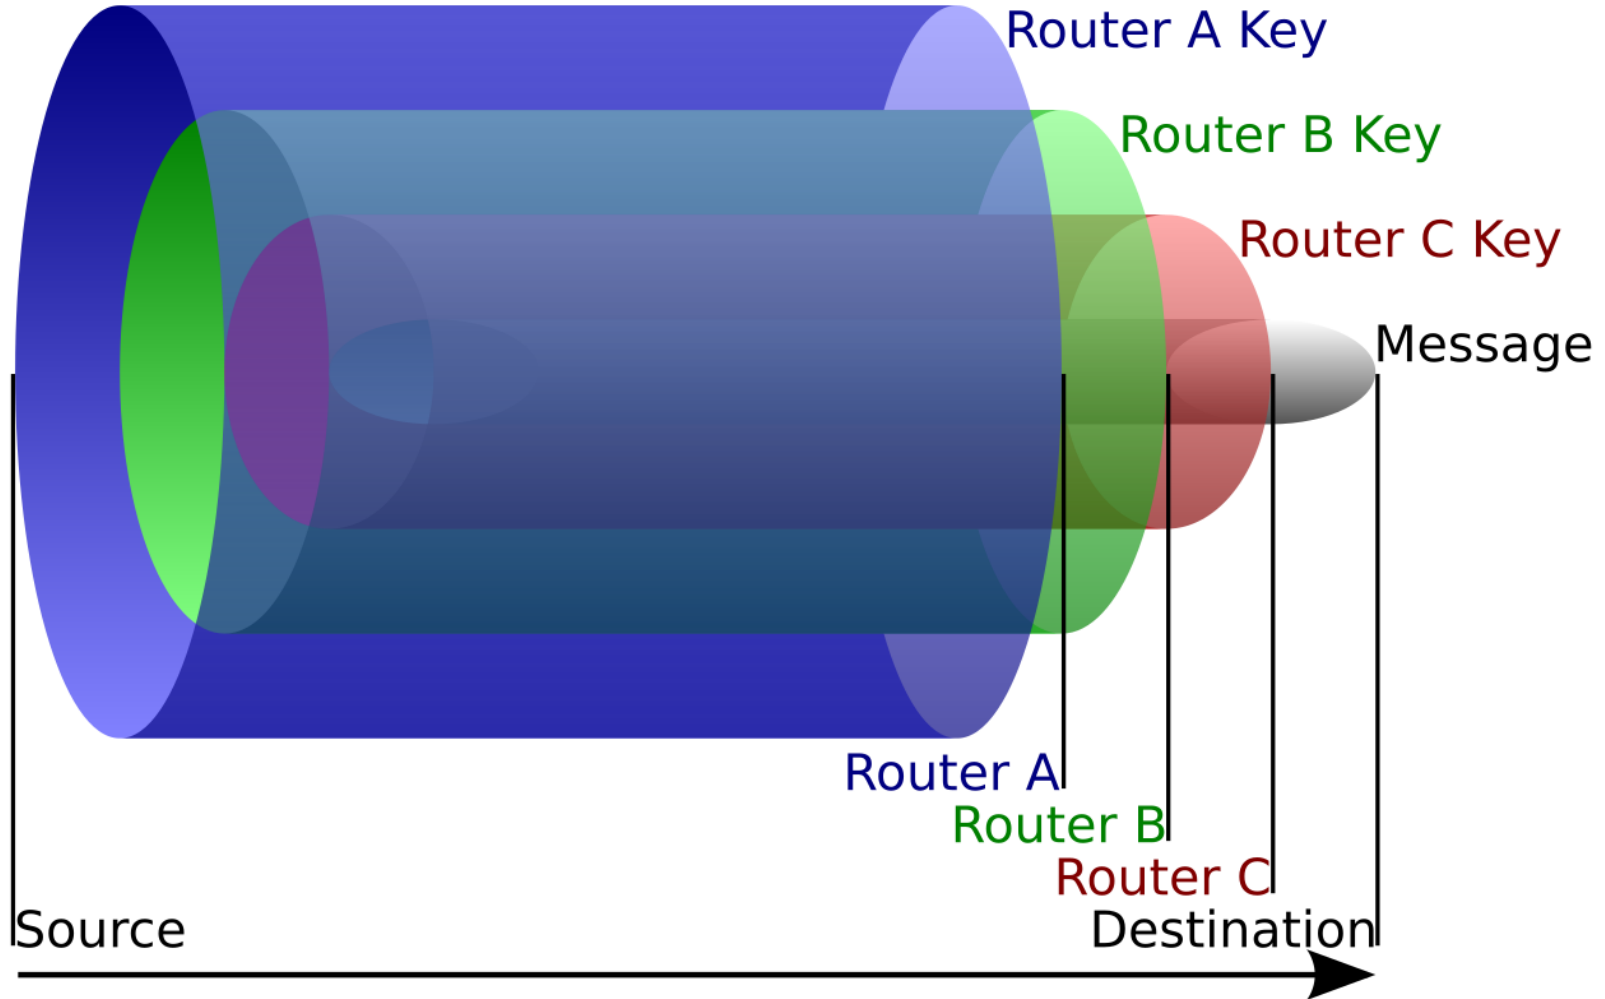 Router A Key
Router B Key
Router C Key
Message
Router A
Router B
Router C
Source
Destination